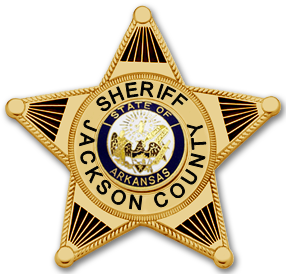 SHERIFF
STATE OF
ARKANSAS
JACKSON COUNTY